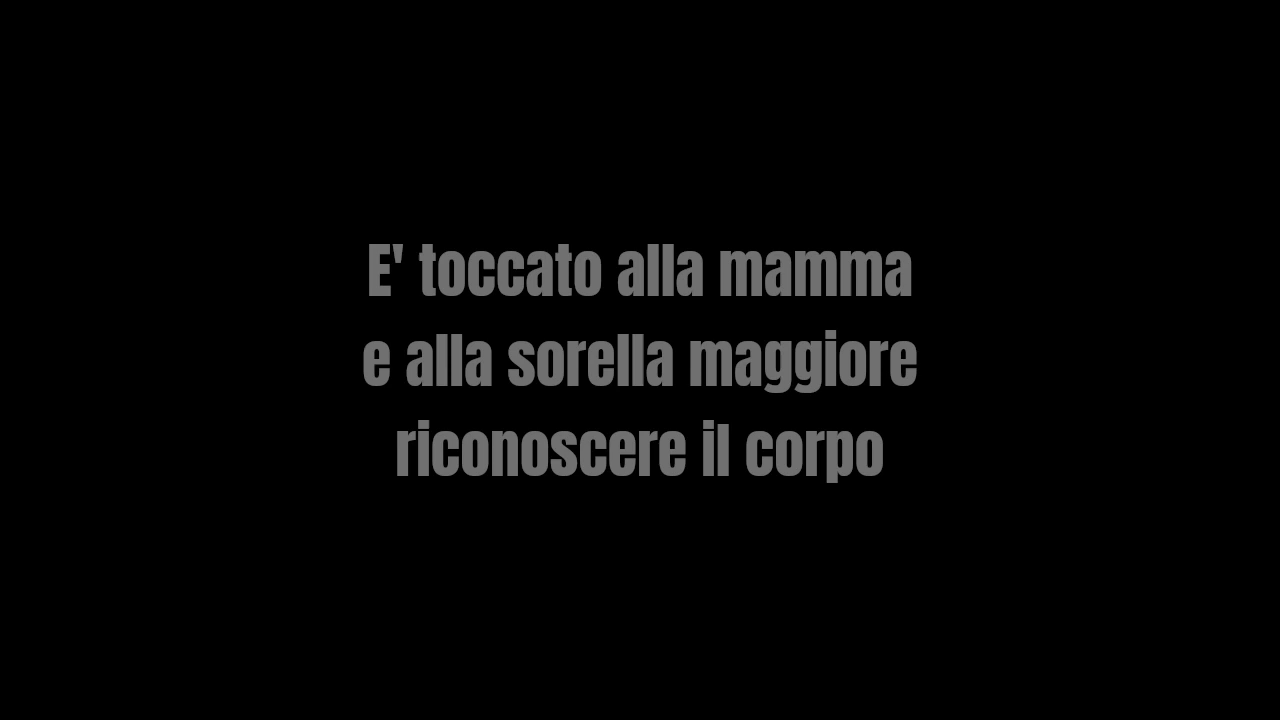 E' toccato alla mamma
e alla sorella maggiore
riconoscere il corpo